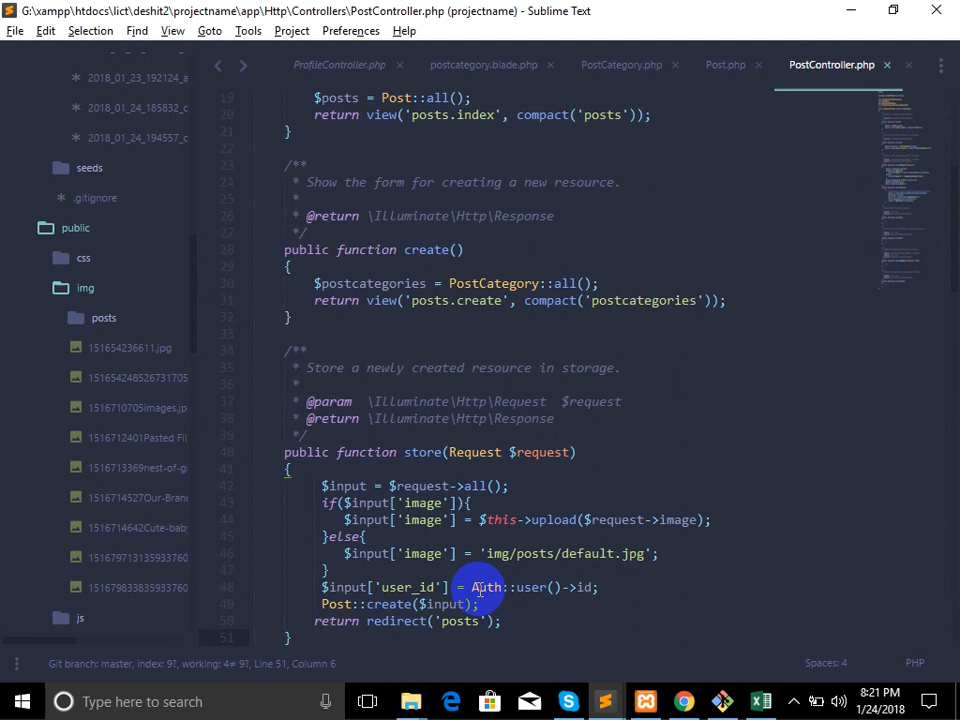 G:\xampp\htdocs\lict\deshit2\projectname\app\Http\Controllers\PostController.php (projectname) - Sublime Text
File Edit Selection Find View Goto Tools Project Preferences Help
ProfileController.php × postcategory.blade.php × PostCategory.php × Post.php × PostController.php ×
2018_01_23_192124_a
2018_01_24_185832_c
2018_01_24_194557_c
seeds
.gitignore
public
css
img
posts
151654236611.jpg
151654248526731705
1516710705images.jp
1516712401Pasted Fil
1516713369nest-of-g
1516714527Our-Bran
1516714642Cute-bab
1516797131359337 60
1516798338359337 60
js
19 $posts = Post::all();
20 return view('posts.index', compact('posts'));
21 }
22
23 /**
24 * Show the form for creating a new resource.
25 *
26 * @return \Illuminate\Http\Response
27 */
28 public function create()
29 {
30 $postcategories = PostCategory::all();
31 return view('posts.create', compact('postcategories'));
32 }
33
34 /**
35 * Store a newly created resource in storage.
36 *
37 * @param \Illuminate\Http\Request $request
38 * @return \Illuminate\Http\Response
39 */
40 public function store(Request $request)
41 {
42 $input = $request->all();
43 if($input['image']){
44 $input['image'] = $this->upload($request->image);
45 }else{
46 $input['image'] = 'img/posts/default.jpg';
47 }
48 $input['user_id'] = Auth::user()->id;
49 Post::create($input);
50 return redirect('posts');
51 }
Git branch: master, index: 9?, working: 4≠ 9?, Line 51, Column 6 Spaces: 4 PHP
Type here to search
8:21 PM
1/24/2018